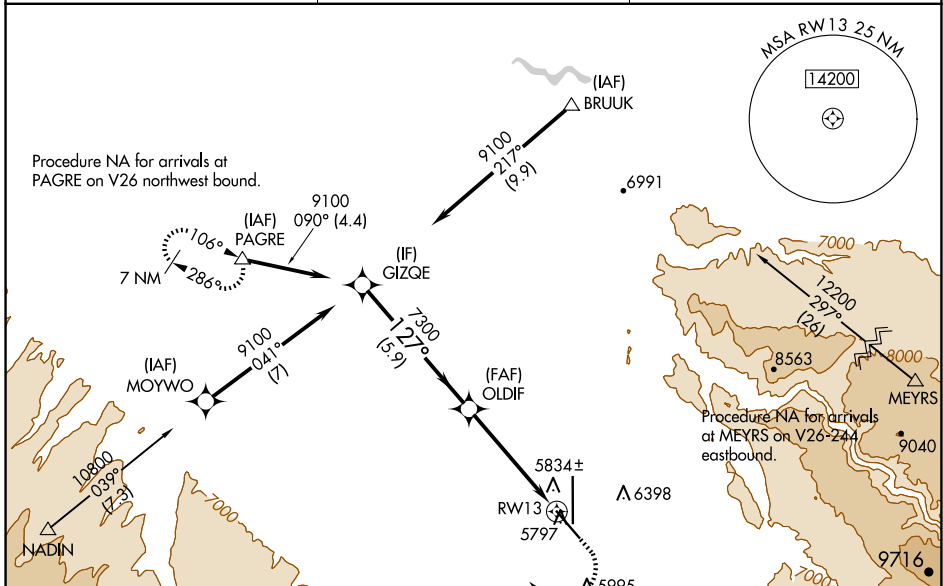 MSA RW13 25 NM
14200
(IAF)
BRUUK
9100
217°
(9.9)
6991
Procedure NA for arrivals at
PAGRE on V26 northwest bound.
9100
090° (4.4)
(IAF)
PAGRE
106°
286°
7 NM
(IF)
GIZQE
7000
12200
297°
(26)
8000
8563
MEYRS
9100
041°
(7)
7300
127°
(5.9)
(IAF)
MOYWO
(FAF)
OLDIF
Procedure NA for arrivals
at MEYRS on V26-244
eastbound.
9040
10800
039°
(7.3)
NADIN
7000
5834±
6398
RW13
5797
9716
7000
5995